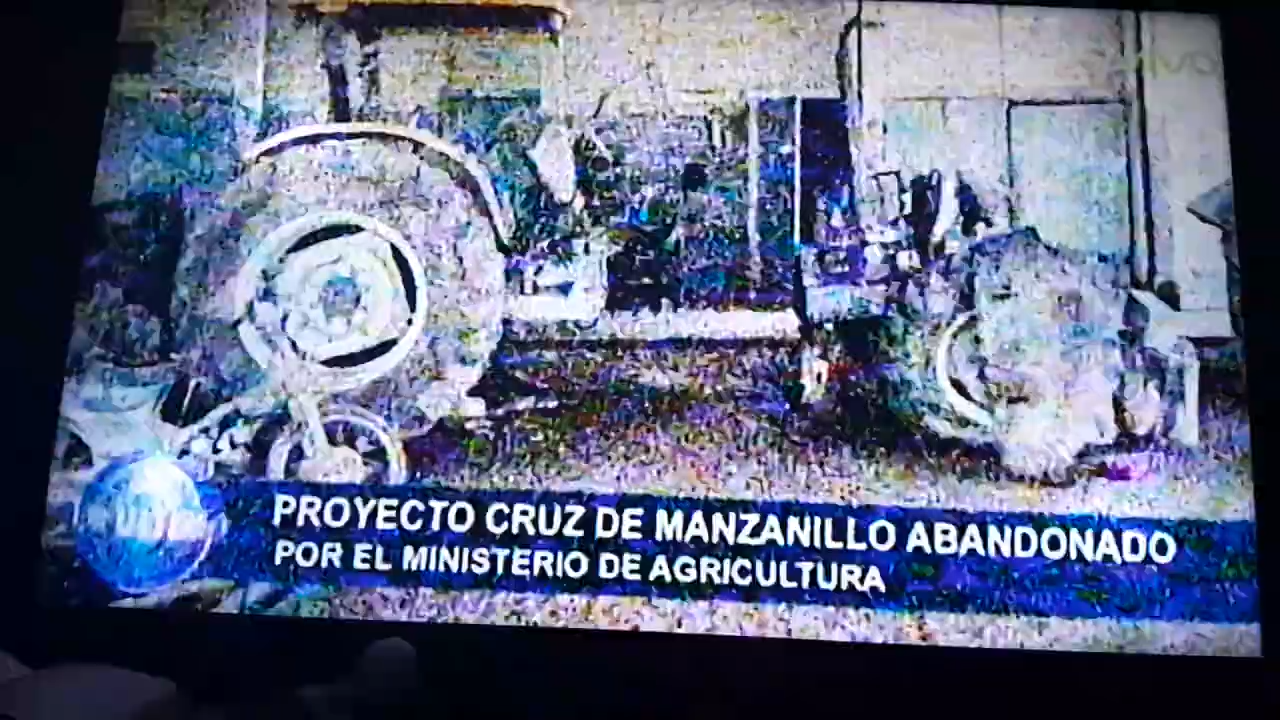 PROYECTO CRUZ DE MANZANILLO ABANDONADO
POR EL MINISTERIO DE AGRICULTURA